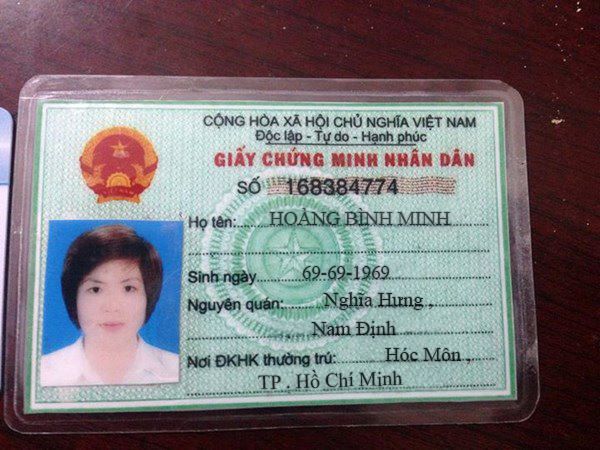 CỘNG HÒA XÃ HỘI CHỦ NGHĨA VIỆT NAM
Độc lập - Tự do - Hạnh phúc
GIẤY CHỨNG MINH NHÂN DÂN
SỐ 168384774
Họ tên: HOÀNG BÌNH MINH
Sinh ngày 69-69-1969
Nguyên quán: Nghĩa Hưng ,
Nam Định
Nơi ĐKHK thường trú: Hóc Môn ,
TP . Hồ Chí Minh